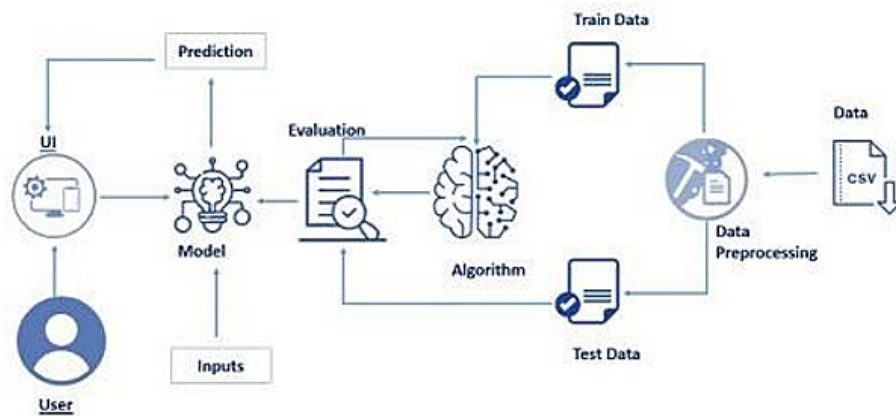 Train Data
Prediction
Evaluation
Data
UI
CSV
Model
Algorithm
Data
Preprocessing
Inputs
Test Data
User